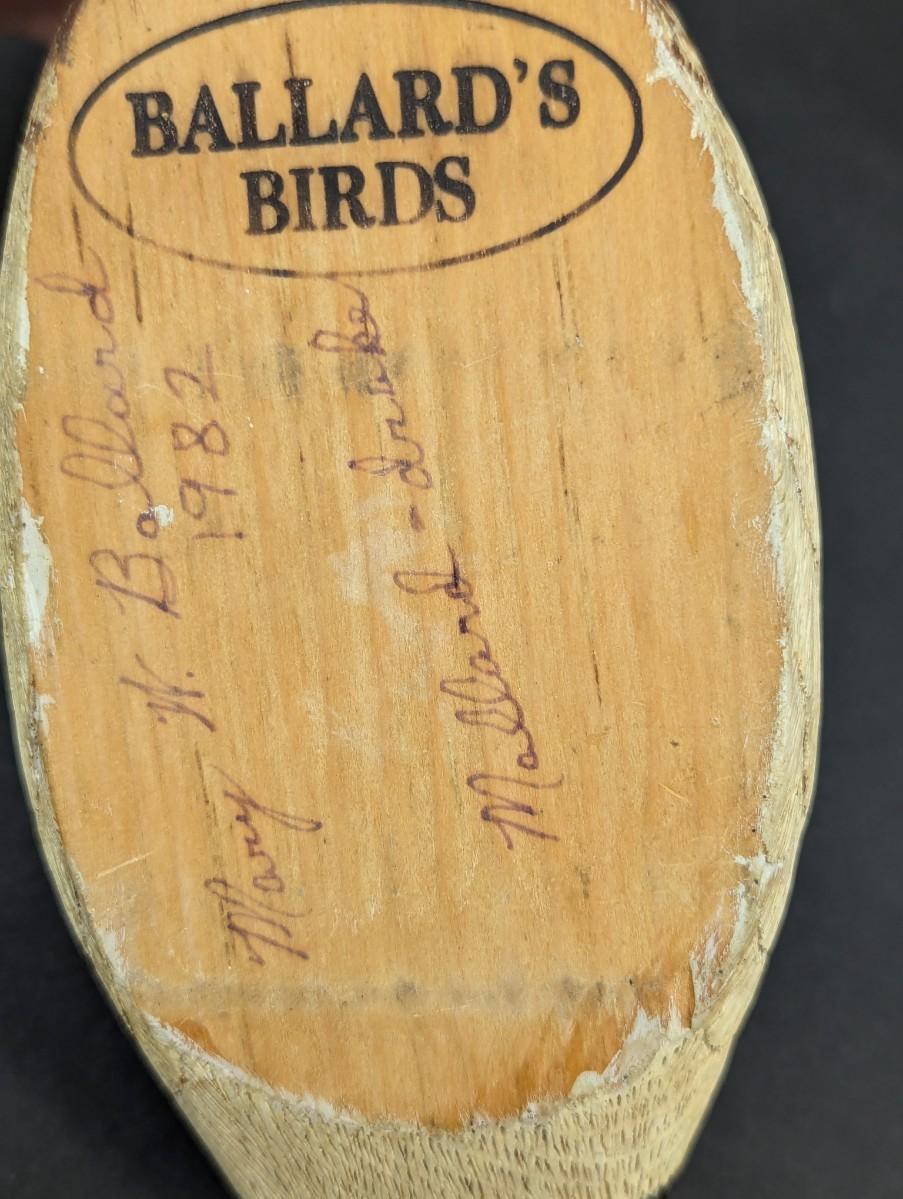 BALLARD'S
BIRDS
Mary W. Ballard
1982
Mallard - drake